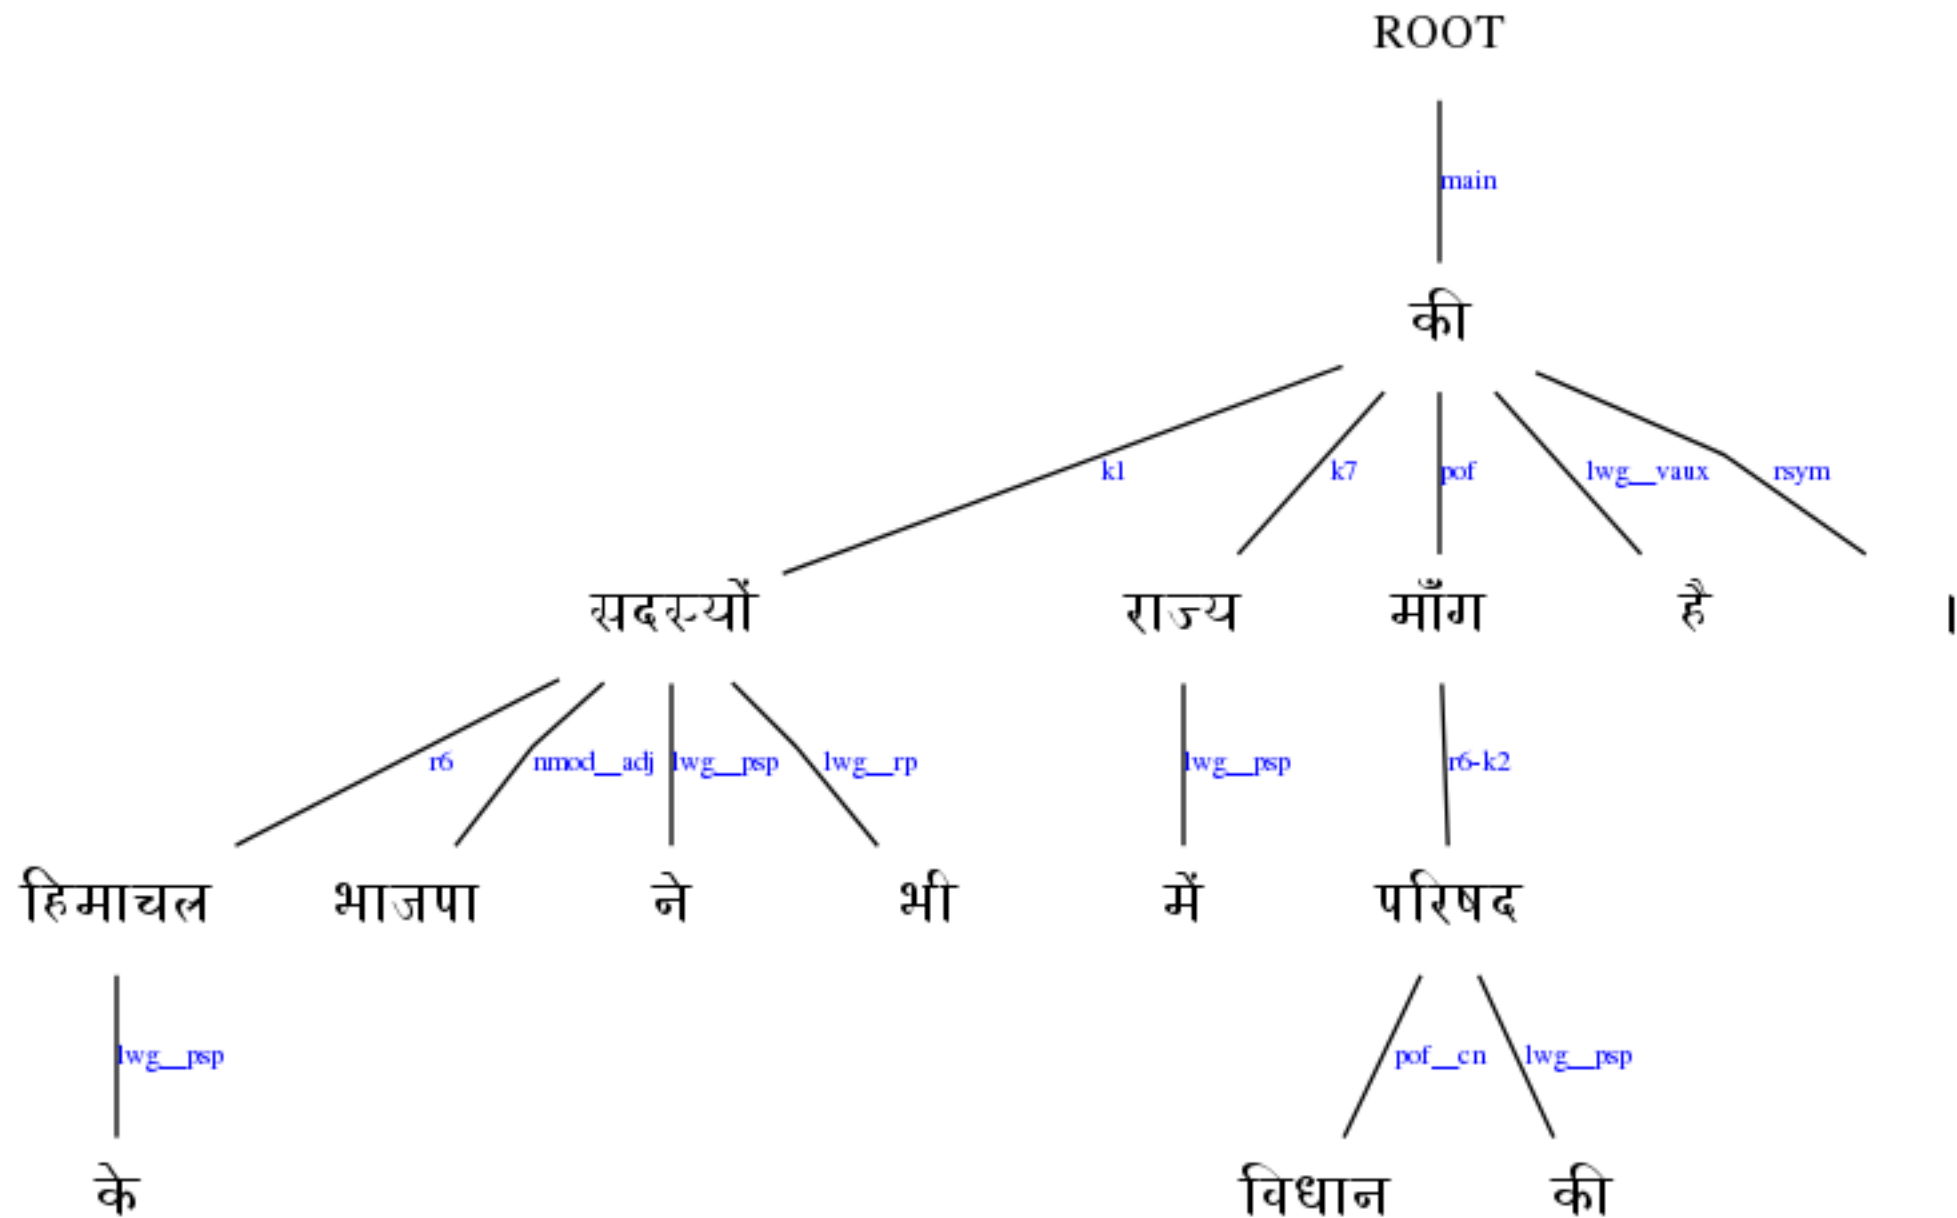 ROOT
main
की
k1 k7 pof lwg__vaux rsym
सदस्यों राज्य माँग है ।
r6 nmod__adj lwg__psp lwg__rp lwg__psp r6-k2
हिमाचल भाजपा ने भी में परिषद
lwg__psp pof__cn lwg__psp
के विधान की